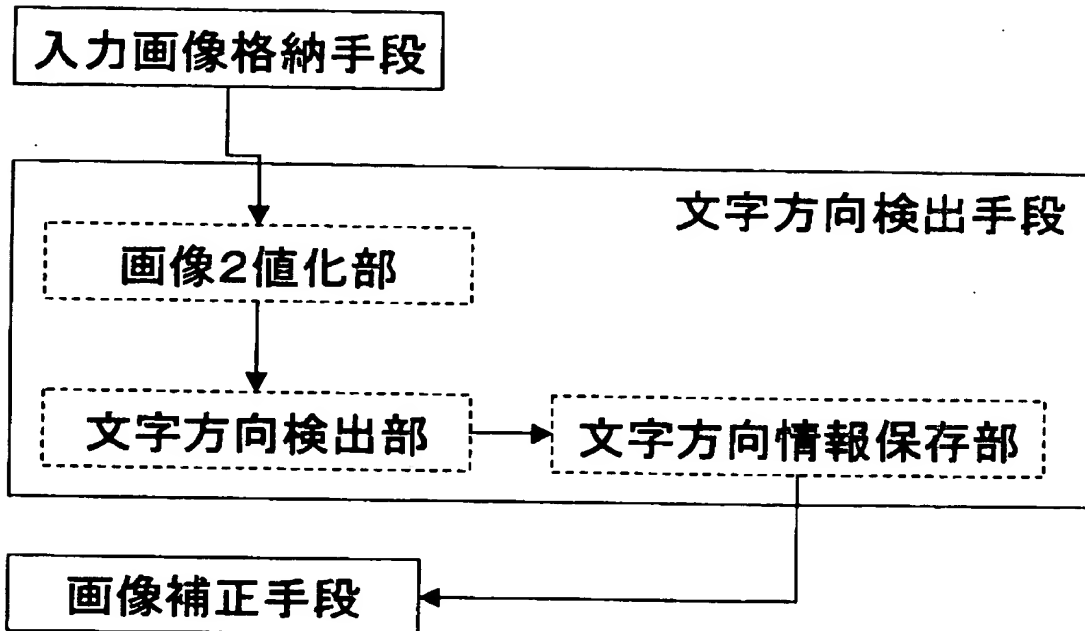 入力画像格納手段
文字方向検出手段
画像2値化部
文字方向検出部
文字方向情報保存部
画像補正手段